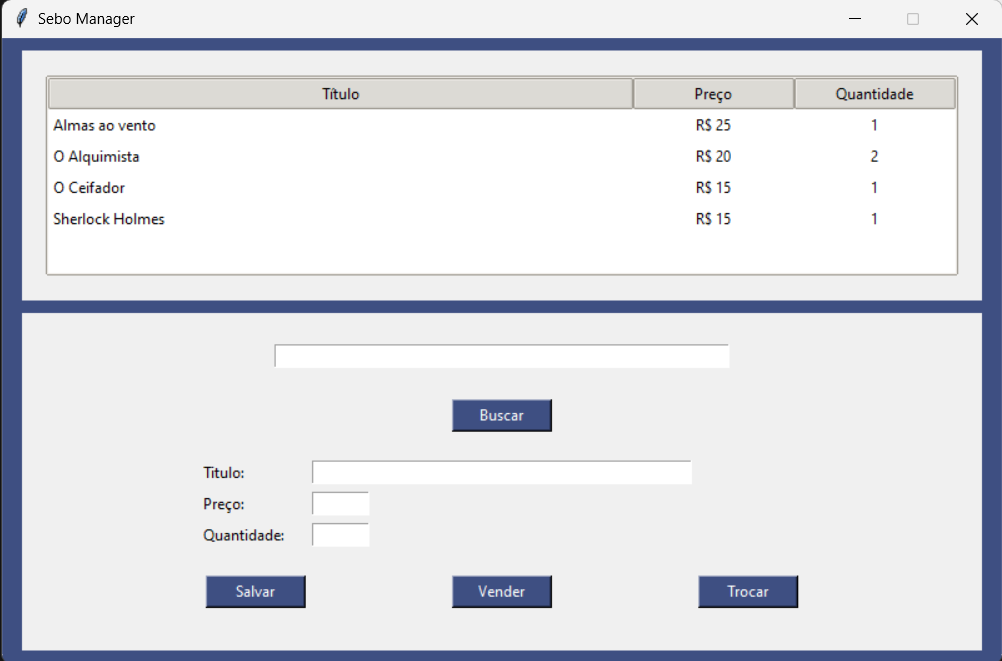 Sebo Manager
Título Preço Quantidade
Almas ao vento R$ 25 1
O Alquimista R$ 20 2
O Ceifador R$ 15 1
Sherlock Holmes R$ 15 1
Buscar
Titulo:
Preço:
Quantidade:
Salvar Vender Trocar